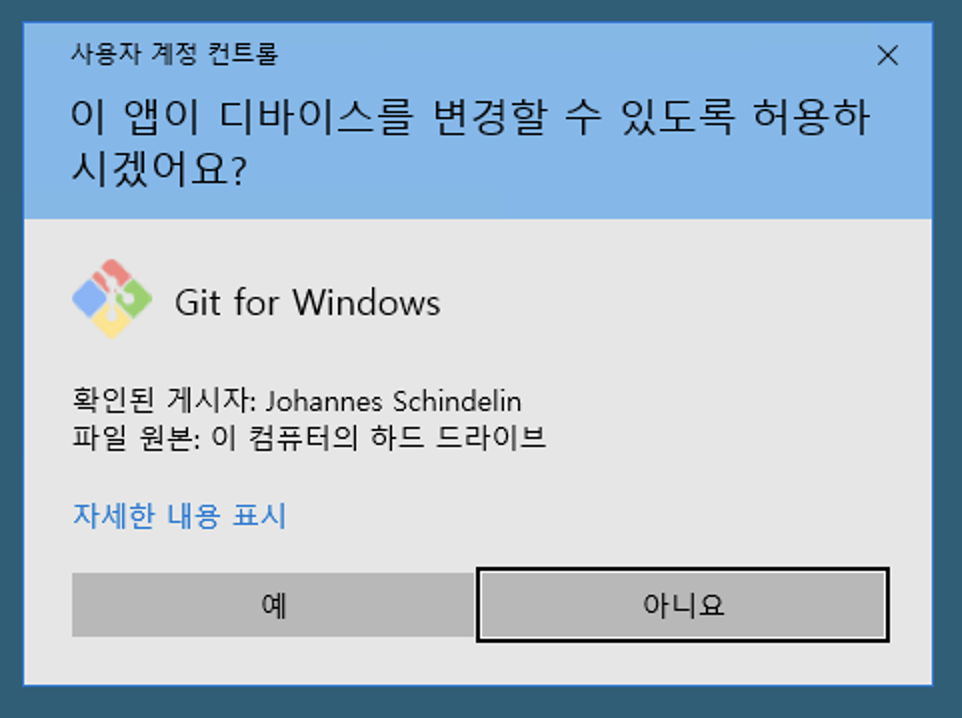 사용자 계정 컨트롤
이 앱이 디바이스를 변경할 수 있도록 허용하
시겠어요?
Git for Windows
확인된 게시자: Johannes Schindelin
파일 원본: 이 컴퓨터의 하드 드라이브
자세한 내용 표시
예
아니요